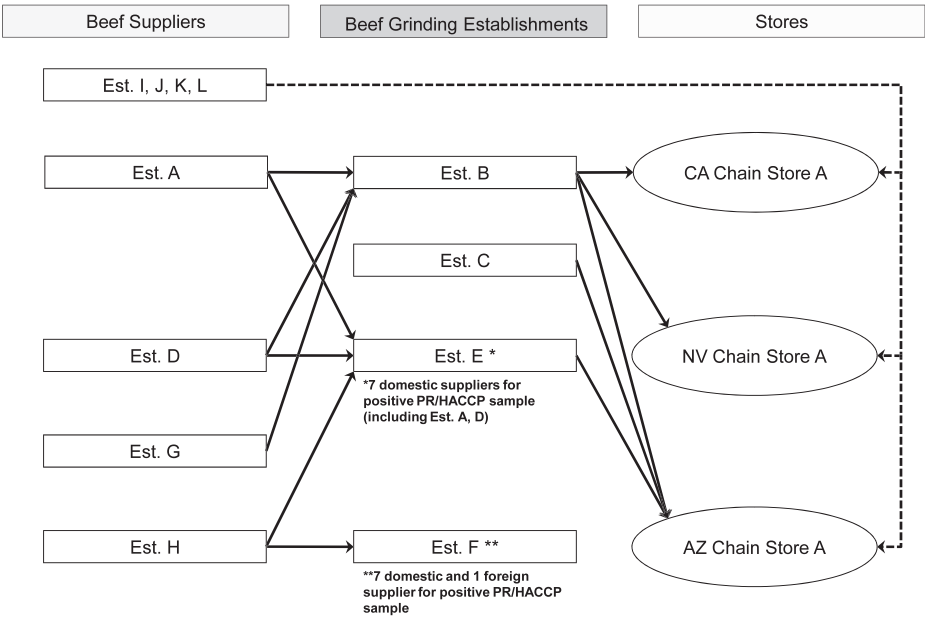 Beef Suppliers
Beef Grinding Establishments
Stores
Est. I, J, K, L
Est. A
Est. B
CA Chain Store A
Est. C
Est. D
Est. E *
NV Chain Store A
*7 domestic suppliers for
positive PR/HACCP sample
(including Est. A, D)
Est. G
Est. H
Est. F **
AZ Chain Store A
**7 domestic and 1 foreign
supplier for positive PR/HACCP
sample